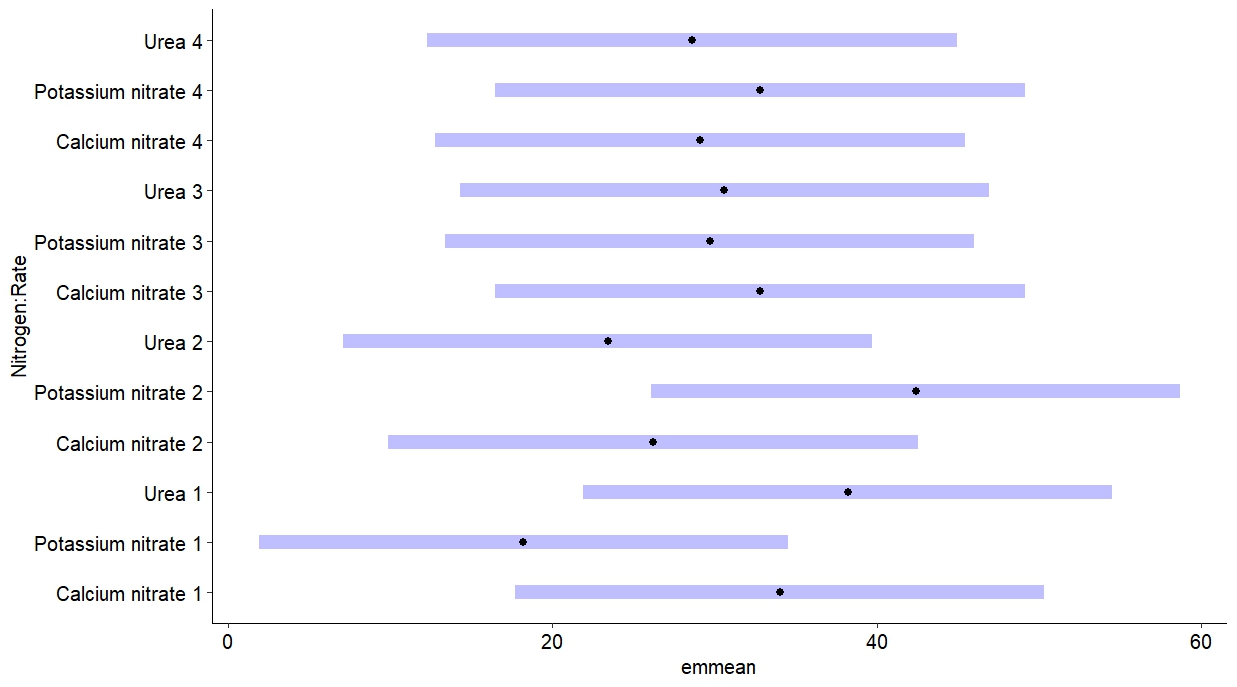 Urea 4
Potassium nitrate 4
Calcium nitrate 4
Urea 3
Potassium nitrate 3
Calcium nitrate 3
Urea 2
Potassium nitrate 2
Calcium nitrate 2
Urea 1
Potassium nitrate 1
Calcium nitrate 1
Nitrogen:Rate
0 20 40 60
emmean